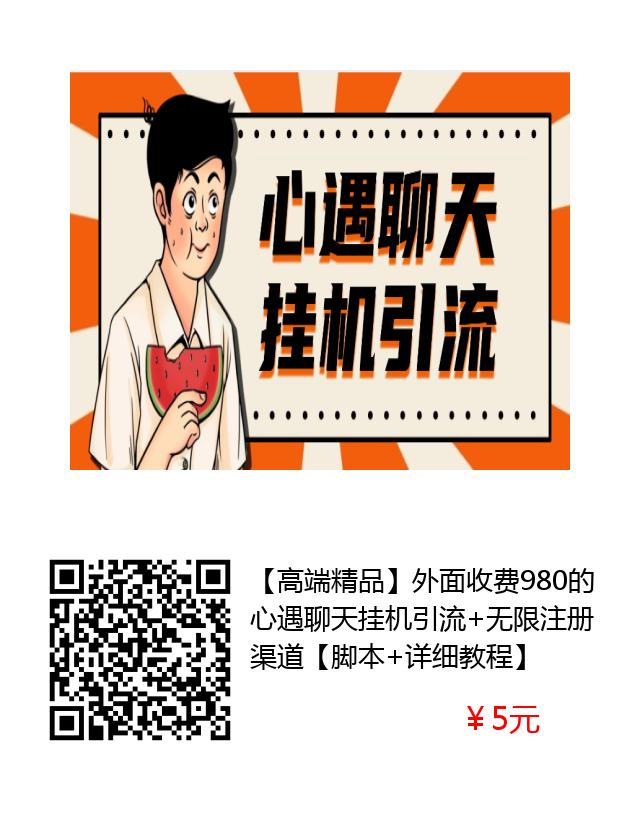 心遇聊天
挂机引流
【高端精品】外面收费980的
心遇聊天挂机引流+无限注册
渠道【脚本+详细教程】
¥5元